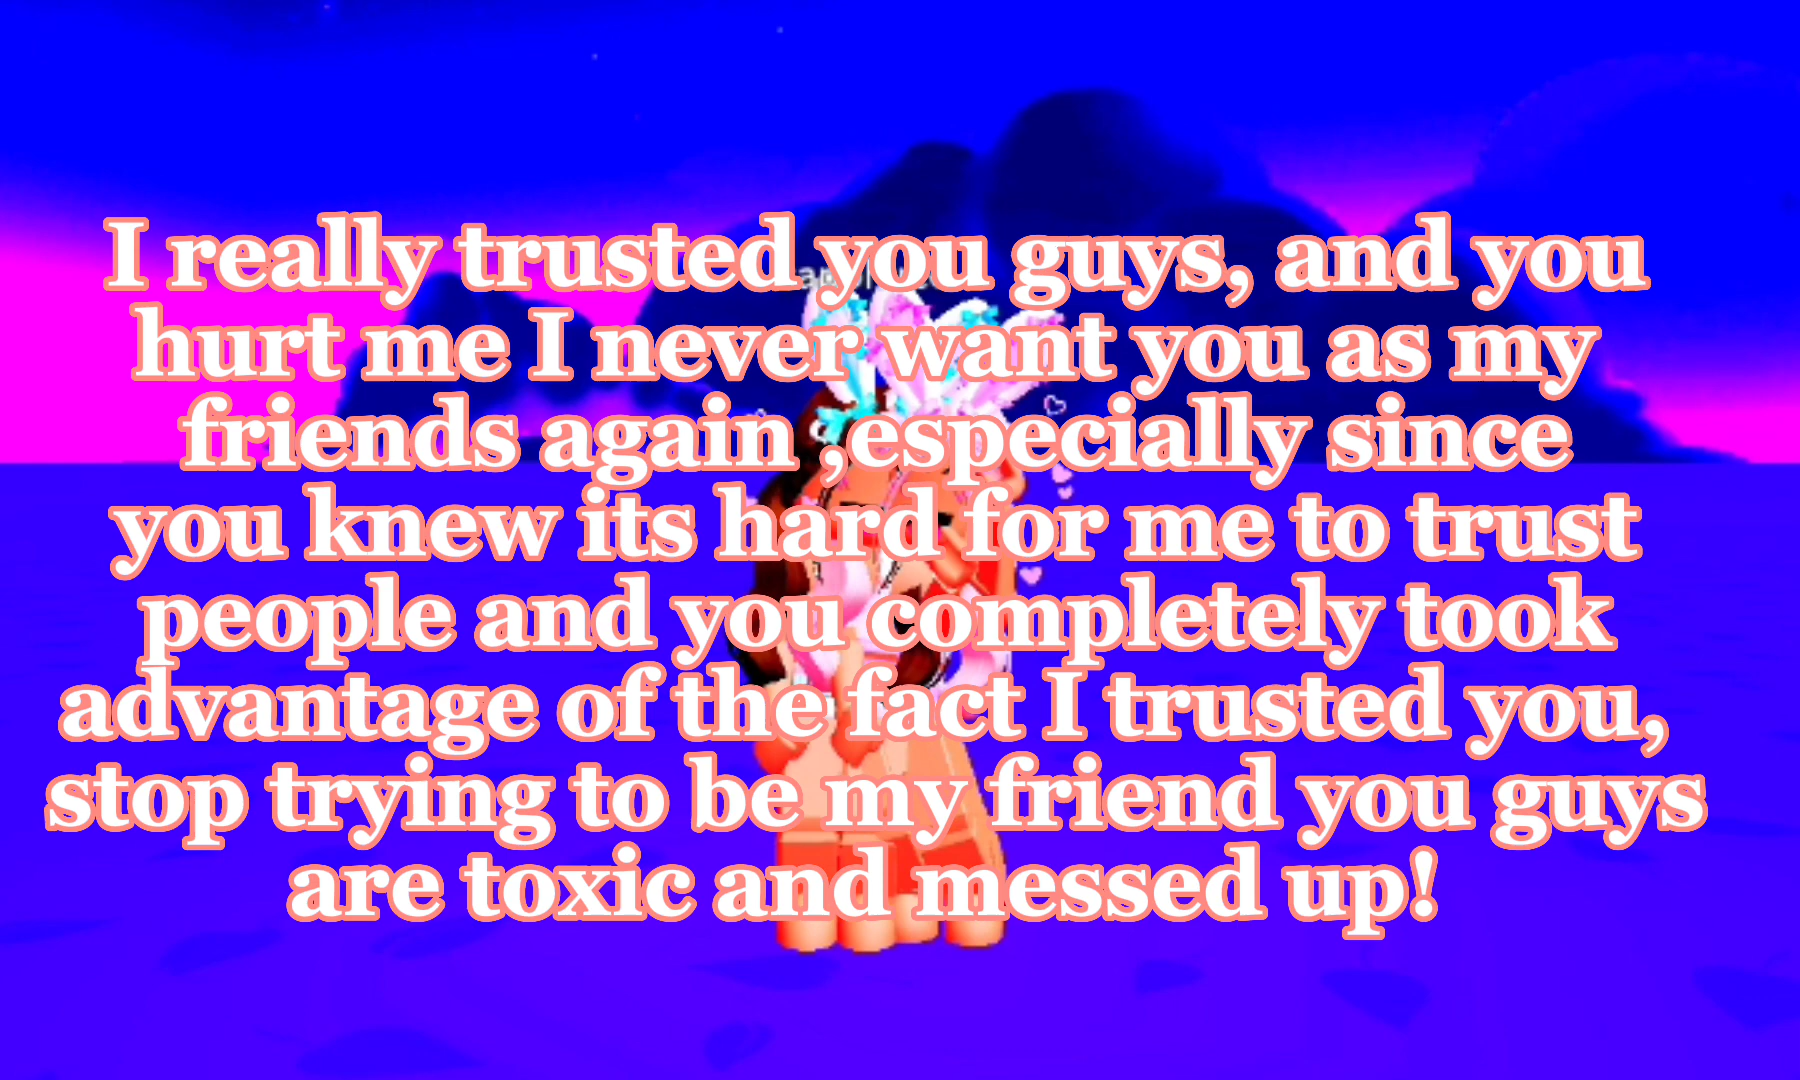 I really trusted you guys, and you
hurt me I never want you as my
friends again ,especially since
you knew its hard for me to trust
people and you completely took
advantage of the fact I trusted you,
stop trying to be my friend you guys
are toxic and messed up!